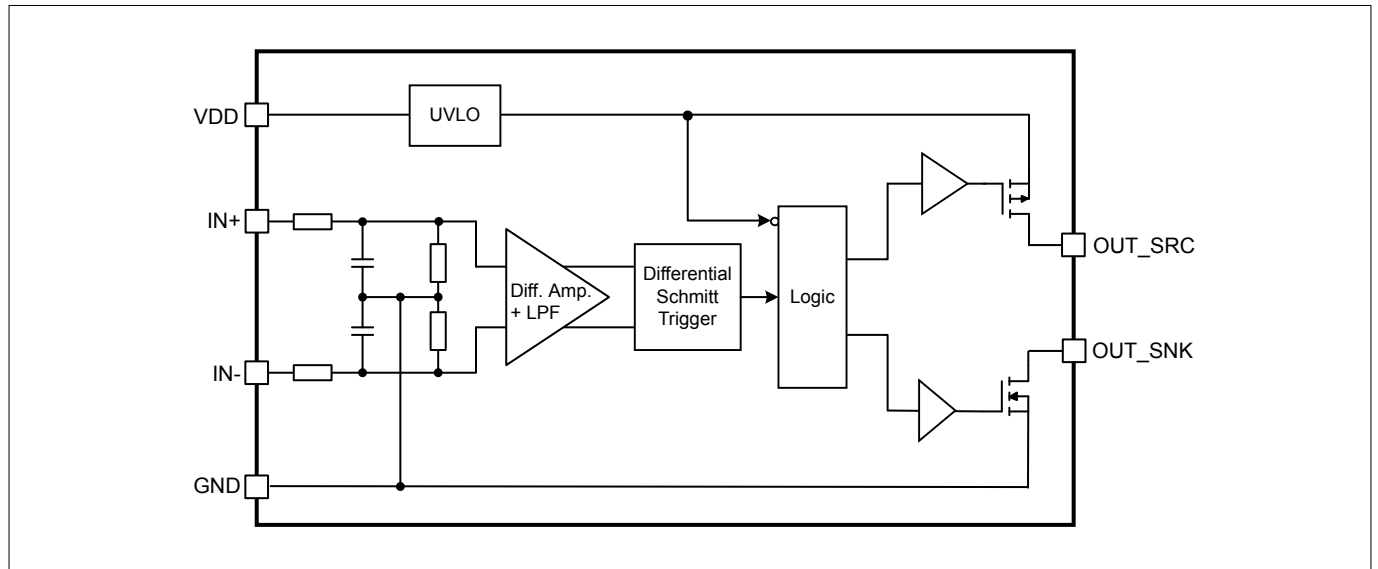 VDD
UVLO
IN+
OUT_SRC
Diff. Amp.
+ LPF
Differential
Schmitt
Trigger
Logic
IN-
OUT_SNK
GND